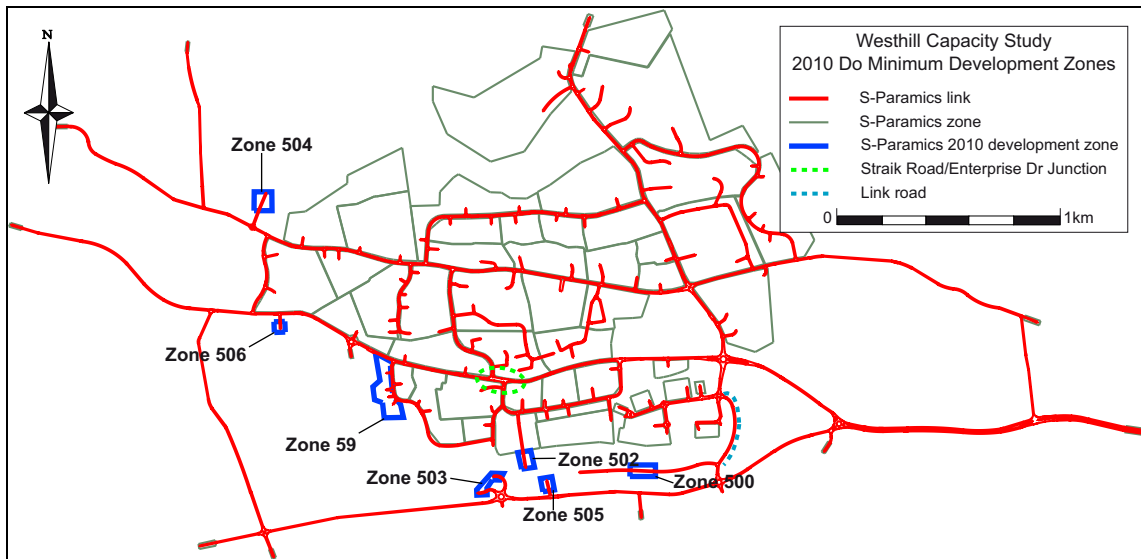 Westhill Capacity Study
2010 Do Minimum Development Zones
S-Paramics link
S-Paramics zone
S-Paramics 2010 development zone
Straik Road/Enterprise Dr Junction
Link road
0 1km
N
Zone 504
Zone 506
Zone 59
Zone 502
Zone 503
Zone 500
Zone 505